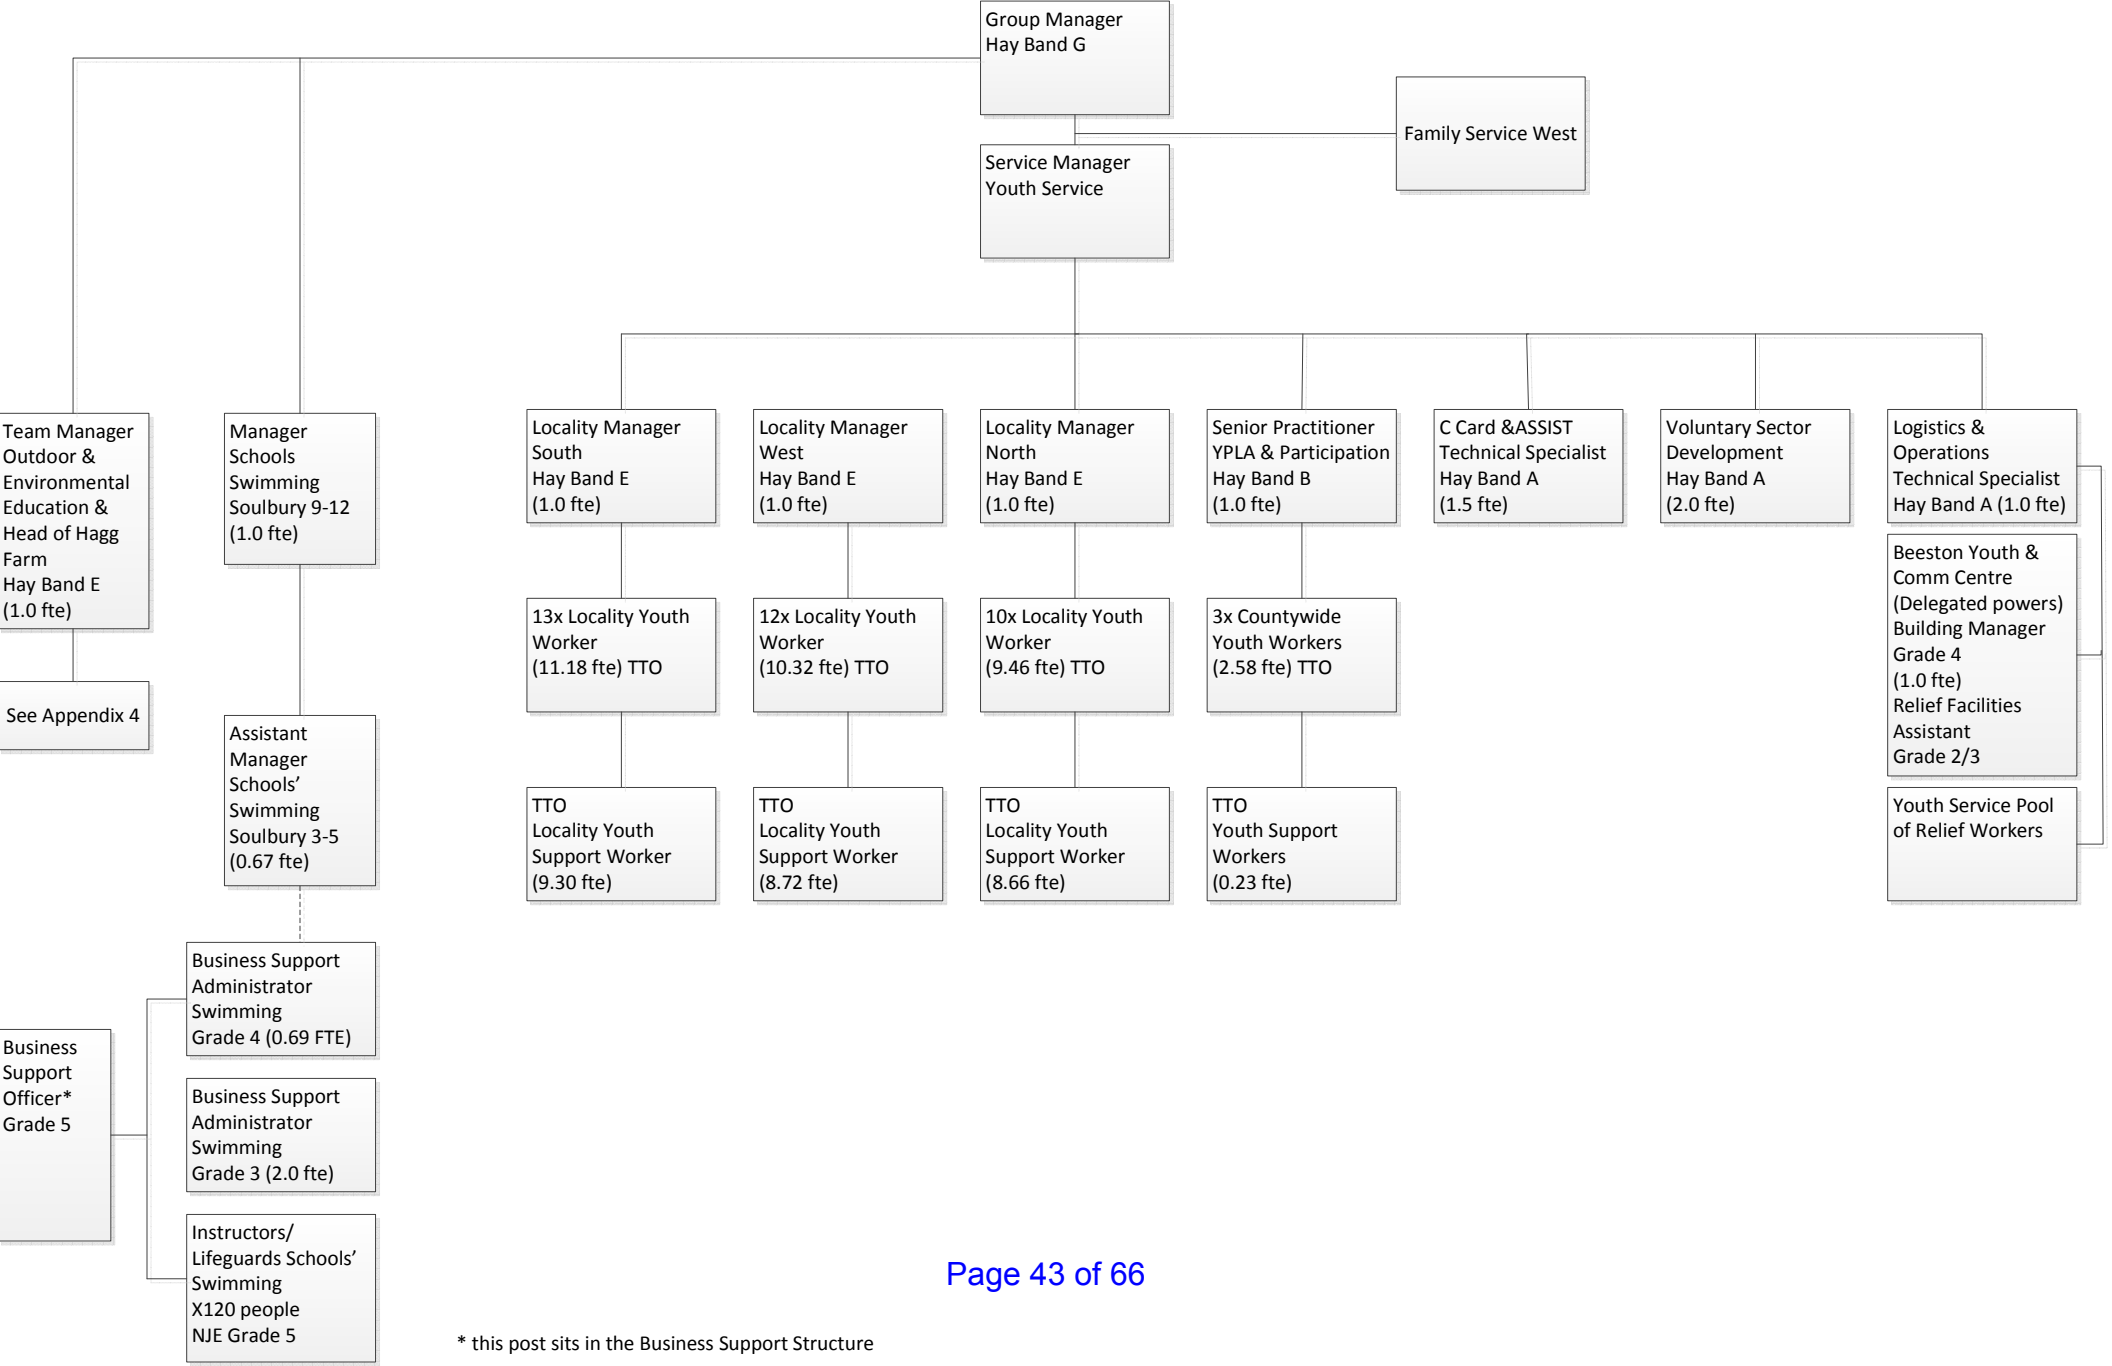 Group Manager
Hay Band G
Family Service West
Service Manager
Youth Service
Team Manager
Outdoor &
Environmental
Education &
Head of Hagg
Farm
Hay Band E
(1.0 fte)
See Appendix 4
Manager
Schools
Swimming
Soulbury 9-12
(1.0 fte)
Assistant
Manager
Schools’
Swimming
Soulbury 3-5
(0.67 fte)
Business Support
Administrator
Swimming
Grade 4 (0.69 FTE)
Business
Support
Officer*
Grade 5
Business Support
Administrator
Swimming
Grade 3 (2.0 fte)
Instructors/
Lifeguards Schools’
Swimming
X120 people
NJE Grade 5
Locality Manager
South
Hay Band E
(1.0 fte)
13x Locality Youth
Worker
(11.18 fte) TTO
TTO
Locality Youth
Support Worker
(9.30 fte)
Locality Manager
West
Hay Band E
(1.0 fte)
12x Locality Youth
Worker
(10.32 fte) TTO
TTO
Locality Youth
Support Worker
(8.72 fte)
Locality Manager
North
Hay Band E
(1.0 fte)
10x Locality Youth
Worker
(9.46 fte) TTO
TTO
Locality Youth
Support Worker
(8.66 fte)
Senior Practitioner
YPLA & Participation
Hay Band B
(1.0 fte)
3x Countywide
Youth Workers
(2.58 fte) TTO
TTO
Youth Support
Workers
(0.23 fte)
C Card &ASSIST
Technical Specialist
Hay Band A
(1.5 fte)
Voluntary Sector
Development
Hay Band A
(2.0 fte)
Logistics &
Operations
Technical Specialist
Hay Band A (1.0 fte)
Beeston Youth &
Comm Centre
(Delegated powers)
Building Manager
Grade 4
(1.0 fte)
Relief Facilities
Assistant
Grade 2/3
Youth Service Pool
of Relief Workers
Page 43 of 66
* this post sits in the Business Support Structure